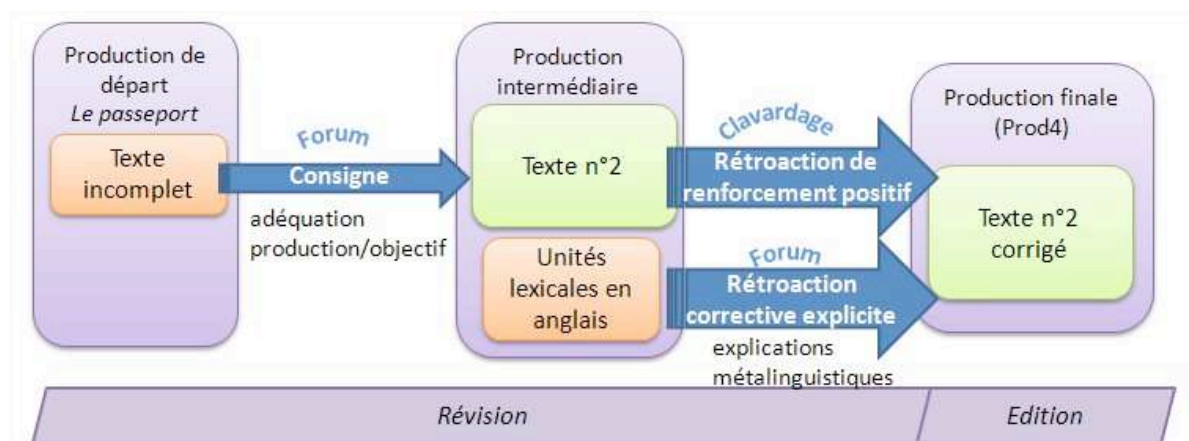 Production de
départ
Le passeport
Texte
incomplet
Forum
Consigne
adéquation
production/objectif
Production
intermédiaire
Texte n°2
Unités
lexicales en
anglais
Clavardage
Rétroaction de
renforcement positif
Forum
Rétroaction
corrective explicite
explications
métalinguistiques
Production finale
(Prod4)
Texte n°2
corrigé
Révision
Edition